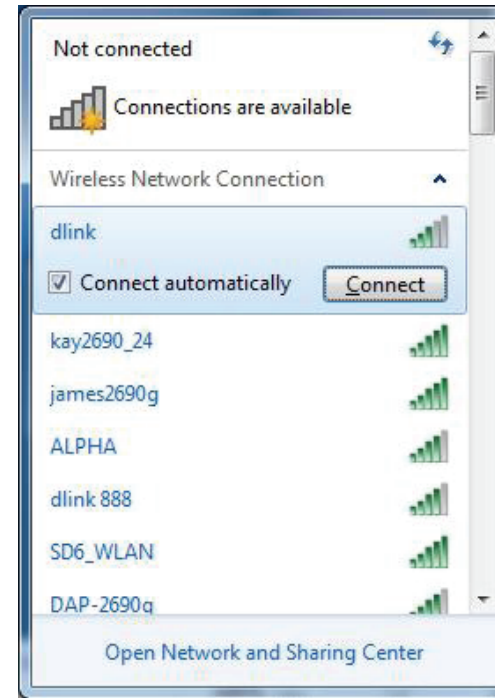 Not connected
Connections are available
Wireless Network Connection
dlink
Connect automatically
Connect
kay2690_24
james2690g
ALPHA
dlink 888
SD6_WLAN
DAP-2690g
Open Network and Sharing Center